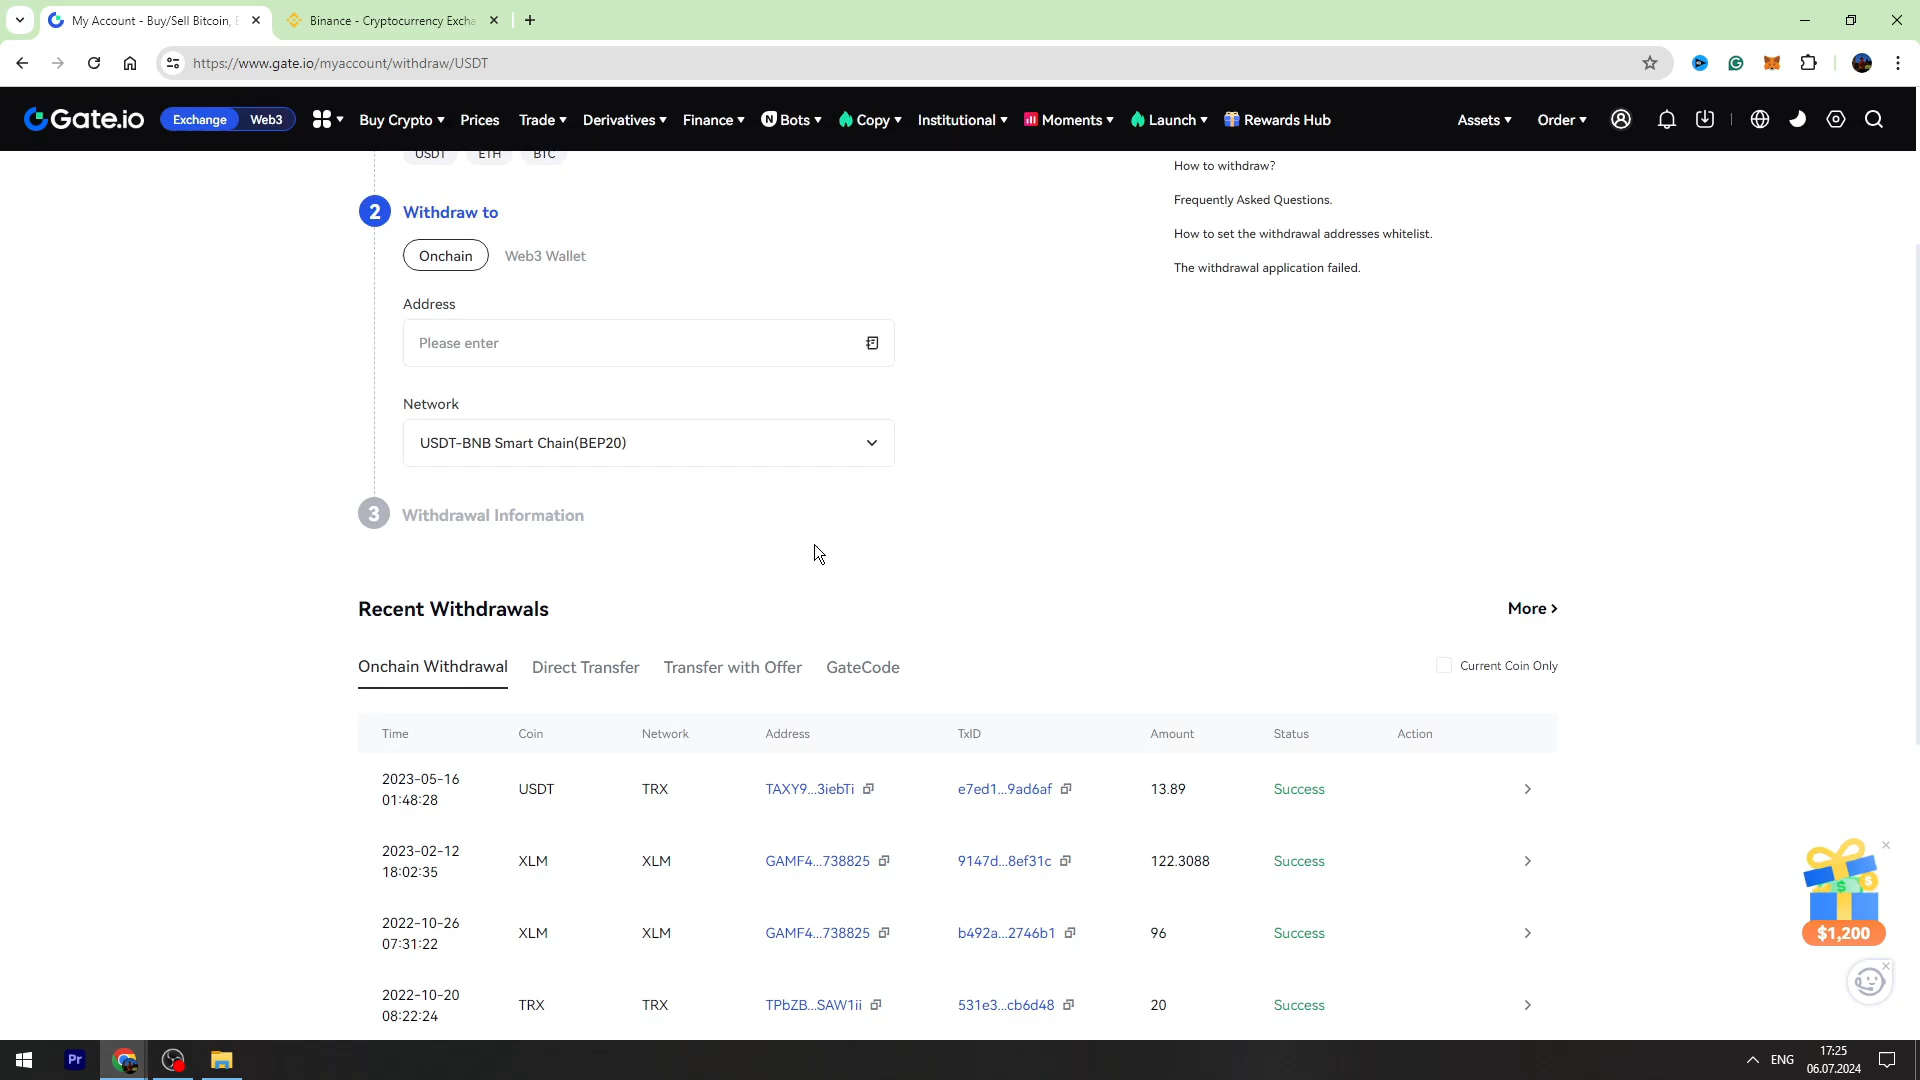 My Account - Buy/Sell Bitcoin,
Binance - Cryptocurrency Excha
https://www.gate.io/myaccount/withdraw/USDT
Gate.io
Exchange
Web3
Buy Crypto
Prices
Trade
Derivatives
Finance
Bots
Copy
Institutional
Moments
Launch
Rewards Hub
Assets
Order
USDT
ETH
BTC
How to withdraw?
2
Withdraw to
Frequently Asked Questions.
How to set the withdrawal addresses whitelist.
Onchain
Web3 Wallet
The withdrawal application failed.
Address
Please enter
Network
USDT-BNB Smart Chain(BEP20)
3
Withdrawal Information
Recent Withdrawals
More >
Onchain Withdrawal
Direct Transfer
Transfer with Offer
GateCode
Current Coin Only
Time Coin Network Address TxID Amount Status Action
2023-05-16
01:48:28
USDT TRX TAXY9...3iebTi e7ed1...9ad6af 13.89 Success
2023-02-12
18:02:35
XLM XLM GAMF4...738825 9147d...8ef31c 122.3088 Success
2022-10-26
07:31:22
XLM XLM GAMF4...738825 b492a...2746b1 96 Success
2022-10-20
08:22:24
TRX TRX TPbZB...SAW1ii 531e3...cb6d48 20 Success
$1,200
Pr
ENG
17:25
06.07.2024